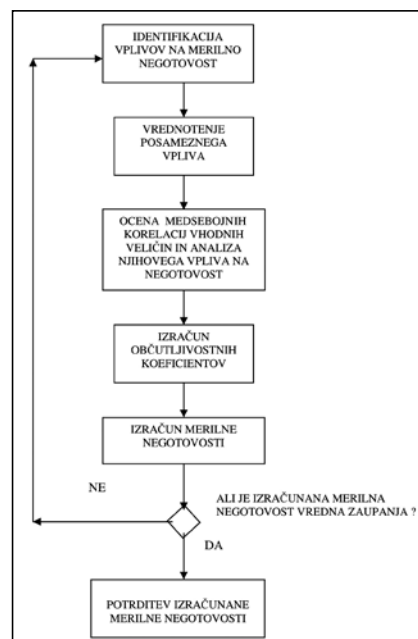 IDENTIFIKACIJA
VPLIVOV NA MERILNO
NEGOTOVOST
VREDNOTENJE
POSAMEZNEGA
VPLIVA
OCENA MEDSEBOJNIH
KORELACIJ VHODNIH
VELIČIN IN ANALIZA
NJIHOVEGA VPLIVA NA
NEGOTOVOST
IZRAČUN
OBČUTLJIVOSTNIH
KOEFICIENTOV
IZRAČUN MERILNE
NEGOTOVOSTI
NE
ALI JE IZRAČUNANA MERILNA
NEGOTOVOST VREDNA ZAUPANJA ?
DA
POTRDITEV IZRAČUNANE
MERILNE NEGOTOVOSTI